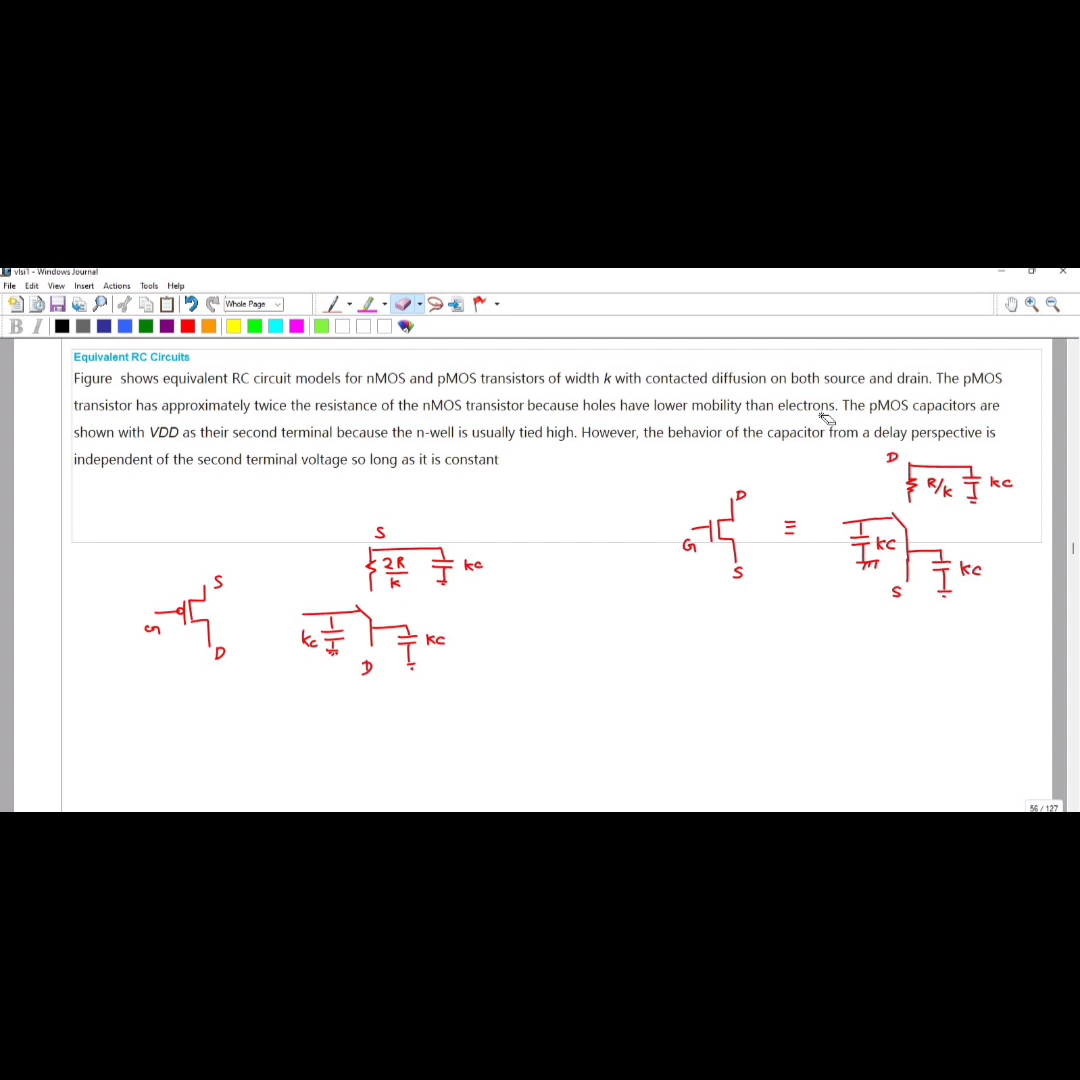 vlsi1 - Windows Journal
File Edit View Insert Actions Tools Help
Whole Page
B I
Equivalent RC Circuits
Figure shows equivalent RC circuit models for nMOS and pMOS transistors of width k with contacted diffusion on both source and drain. The pMOS
transistor has approximately twice the resistance of the nMOS transistor because holes have lower mobility than electrons. The pMOS capacitors are
shown with VDD as their second terminal because the n-well is usually tied high. However, the behavior of the capacitor from a delay perspective is
independent of the second terminal voltage so long as it is constant
D
R/k kC
D
G
S
≡
kC
kC
S
S
2R/k kC
S
G
D
kC
kC
D
56 / 127